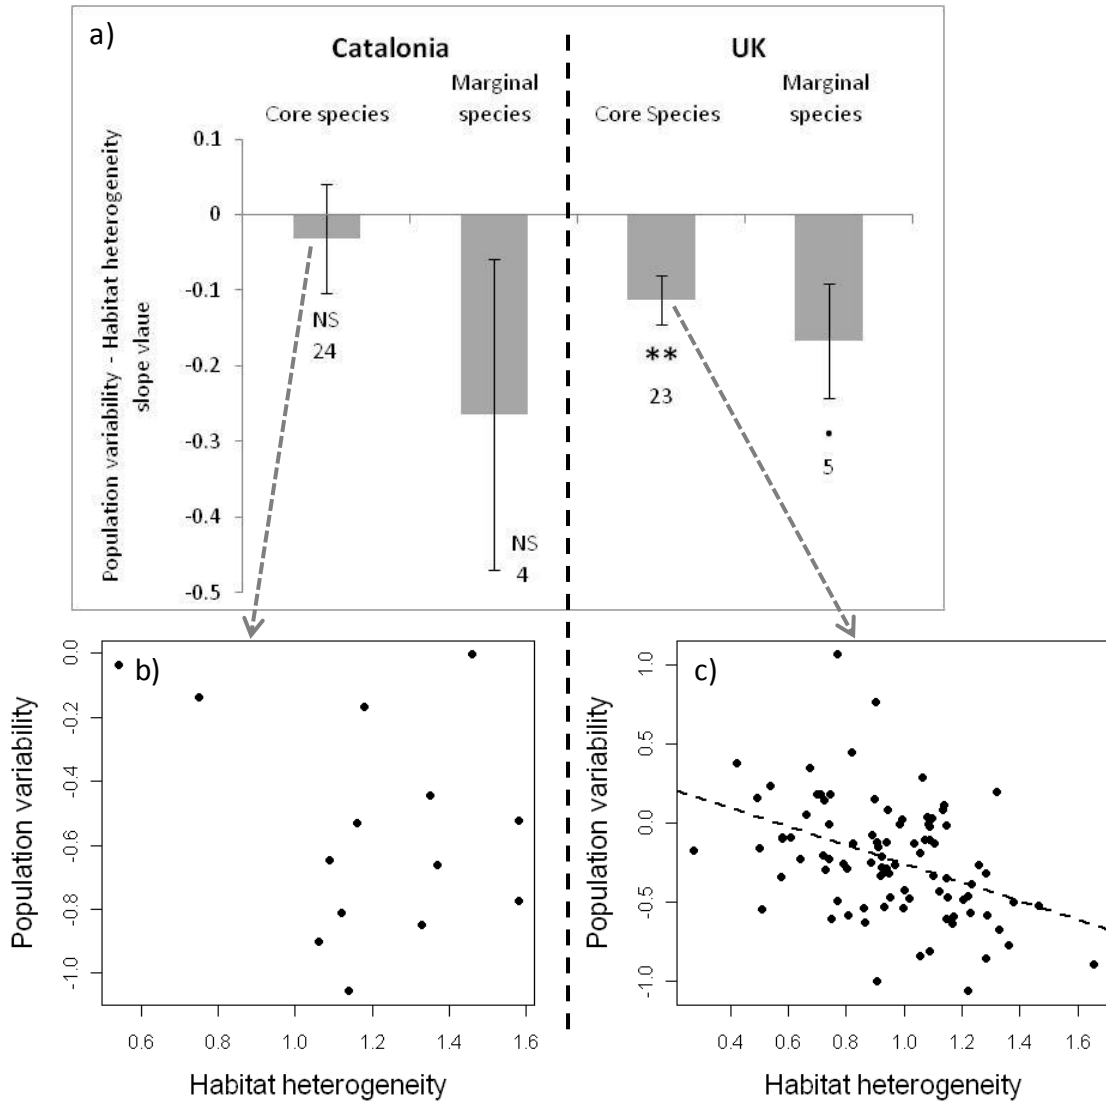 a)
Catalonia
UK
Core species
Marginal
species
Core Species
Marginal
species
Population variability - Habitat heterogeneity
slope vlaue
0.1
0
-0.1
-0.2
-0.3
-0.4
-0.5
NS
24
NS
4
**
23
•
5
b)
Population variability
0.0
-0.2
-0.4
-0.6
-0.8
-1.0
0.6 0.8 1.0 1.2 1.4 1.6
Habitat heterogeneity
c)
Population variability
1.0
0.5
0.0
-0.5
-1.0
0.4 0.6 0.8 1.0 1.2 1.4 1.6
Habitat heterogeneity